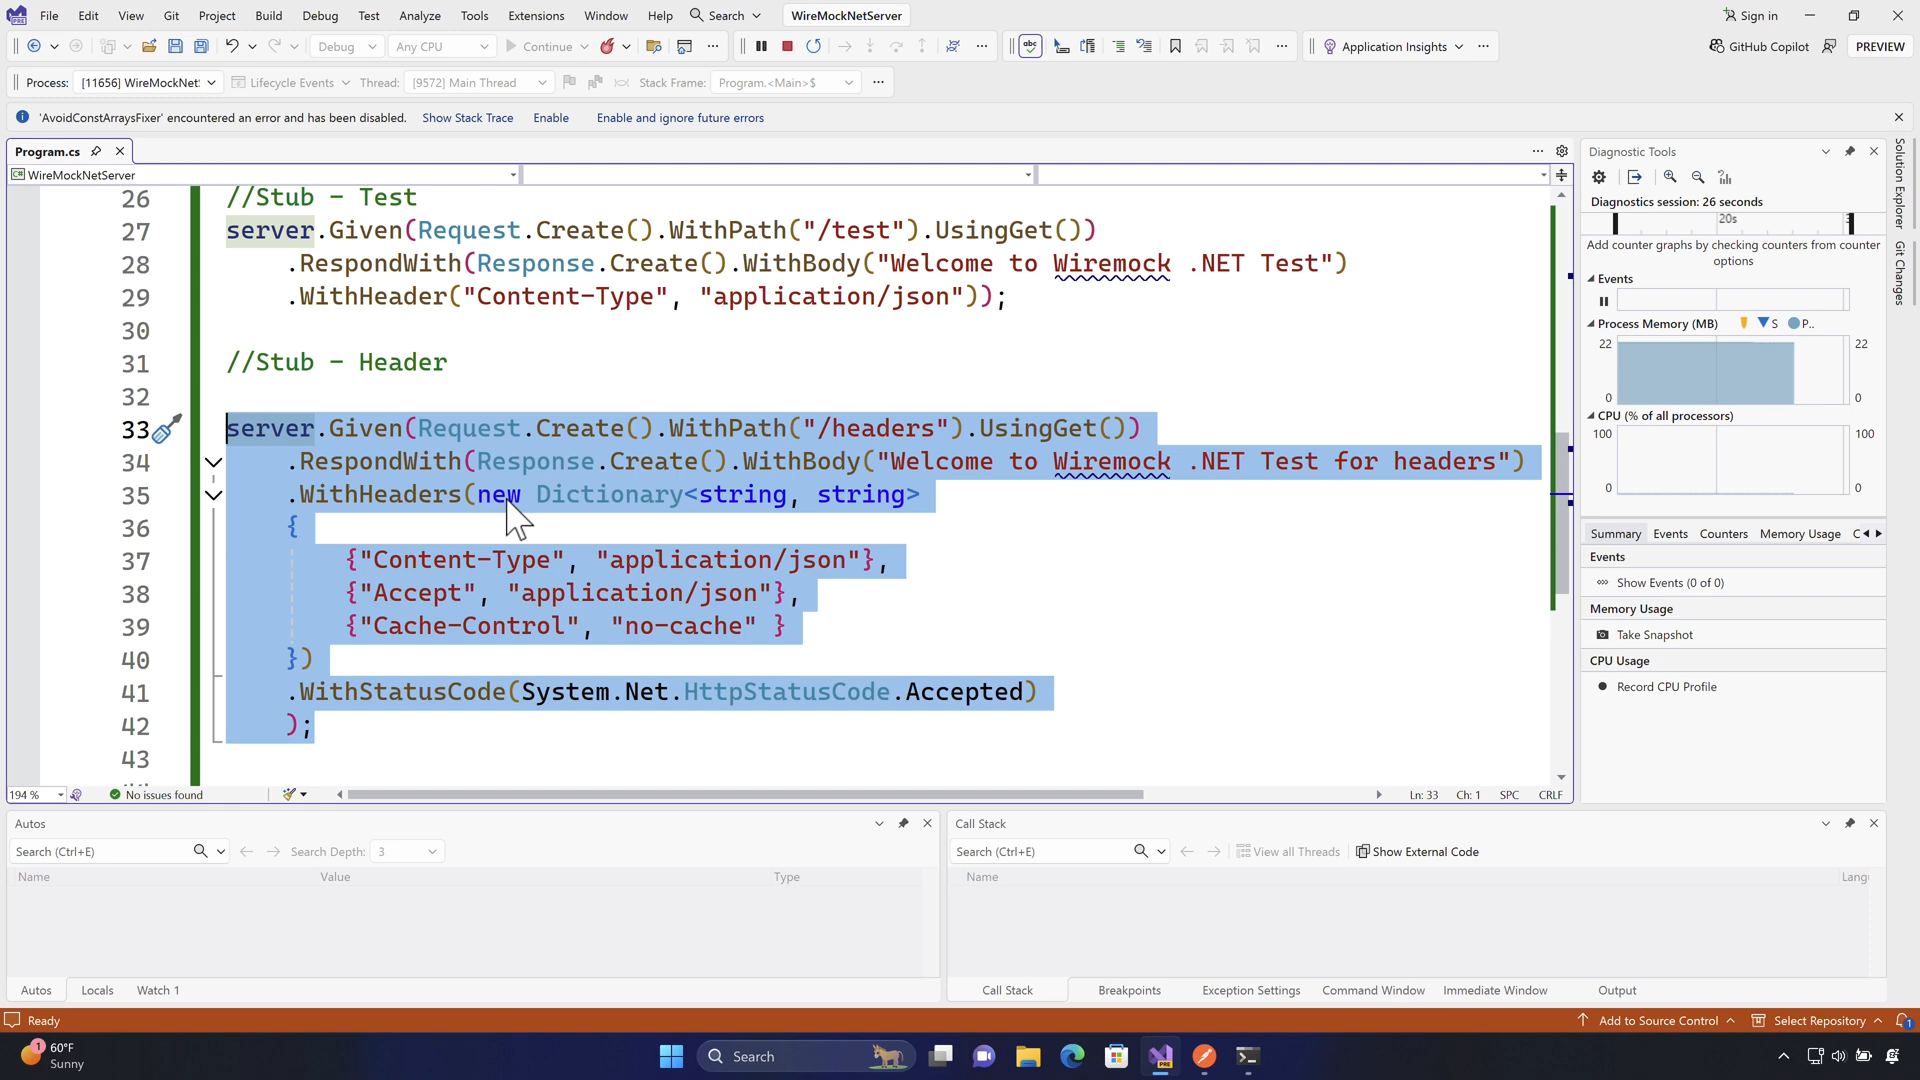 File Edit View Git Project Build Debug Test Analyze Tools Extensions Window Help Search WireMockNetServer Sign in
Debug Any CPU Continue Application Insights GitHub Copilot PREVIEW
Process: [11656] WireMockNet Lifecycle Events Thread: [9572] Main Thread Stack Frame: Program.<Main>$
'AvoidConstArraysFixer' encountered an error and has been disabled. Show Stack Trace Enable Enable and ignore future errors
Program.cs
C# WireMockNetServer
26 //Stub - Test
27 server.Given(Request.Create().WithPath("/test").UsingGet())
28 .RespondWith(Response.Create().WithBody("Welcome to Wiremock .NET Test")
29 .WithHeader("Content-Type", "application/json"));
30
31 //Stub - Header
32
33 server.Given(Request.Create().WithPath("/headers").UsingGet())
34 .RespondWith(Response.Create().WithBody("Welcome to Wiremock .NET Test for headers")
35 .WithHeaders(new Dictionary<string, string>
36 {
37 {"Content-Type", "application/json"},
38 {"Accept", "application/json"},
39 {"Cache-Control", "no-cache" }
40 })
41 .WithStatusCode(System.Net.HttpStatusCode.Accepted)
42 );
43
194 % No issues found Ln: 33 Ch: 1 SPC CRLF
Diagnostic Tools
Diagnostics session: 26 seconds
20s
Add counter graphs by checking counters from counter
options
Events
Process Memory (MB) S P..
22 22
0 0
CPU (% of all processors)
100 100
0 0
Summary Events Counters Memory Usage C
Events
Show Events (0 of 0)
Memory Usage
Take Snapshot
CPU Usage
Record CPU Profile
Solution Explorer
Git Changes
Autos
Search (Ctrl+E) Search Depth: 3
Name Value Type
Autos Locals Watch 1
Call Stack
Search (Ctrl+E) View all Threads Show External Code
Name Langu
Call Stack Breakpoints Exception Settings Command Window Immediate Window Output
Ready Add to Source Control Select Repository 1
1 60°F
Sunny
Search
PRE